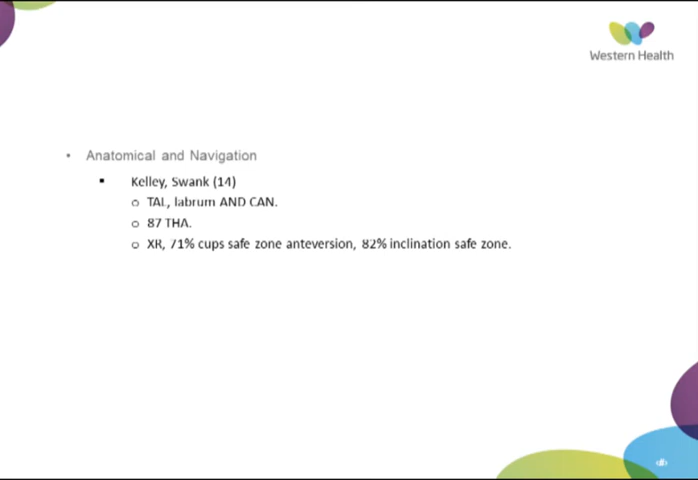 Western Health
• Anatomical and Navigation
▪ Kelley, Swank (14)
o TAL, labrum AND CAN.
o 87 THA.
o XR, 71% cups safe zone anteversion, 82% inclination safe zone.